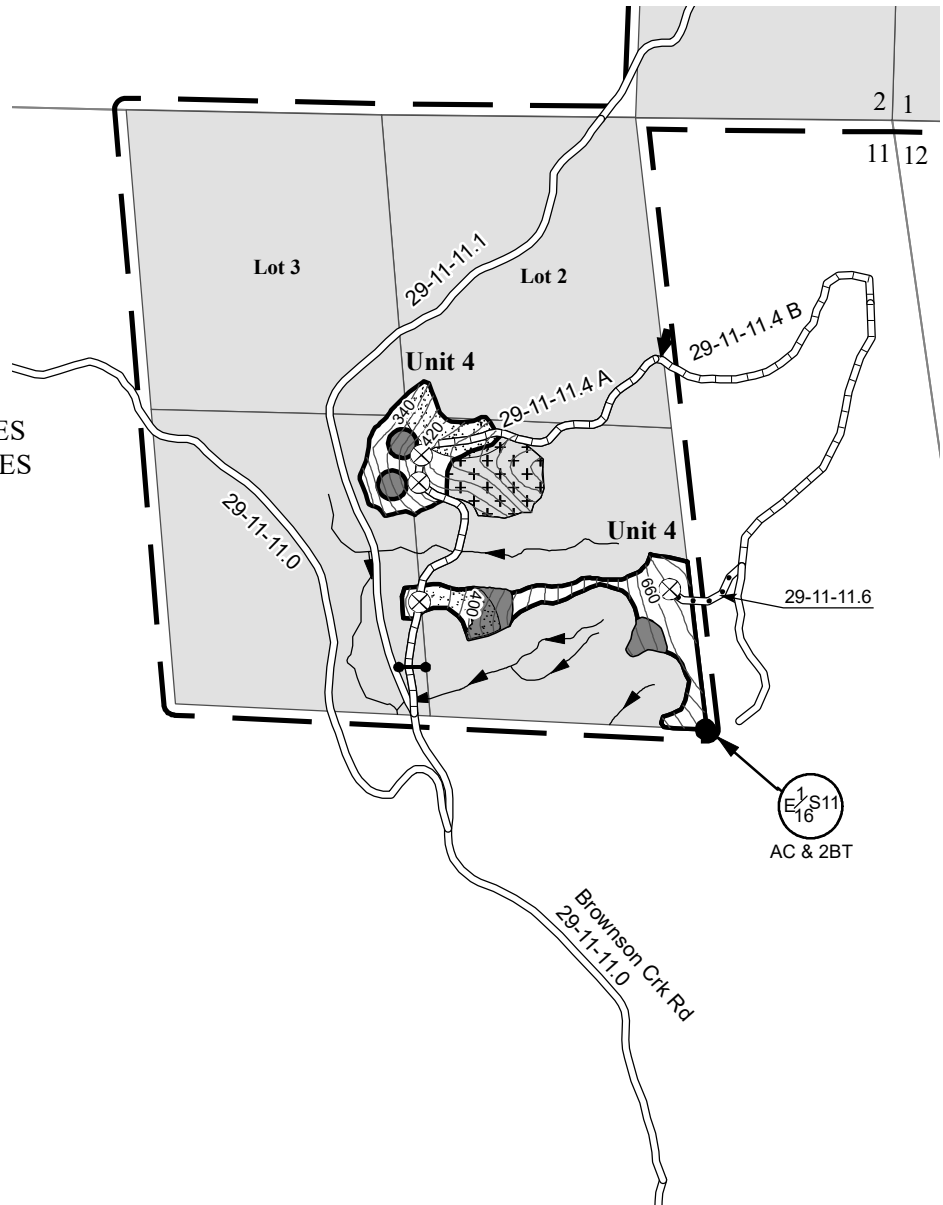 2 1
11 12
Lot 3
Lot 2
29-11-11.1
29-11-11.4 B
Unit 4
29-11-11.4 A
340
420
ES
ES
29-11-11.0
Unit 4
660
400
29-11-11.6
E 1/16 S11
AC & 2BT
Brownson Crk Rd
29-11-11.0